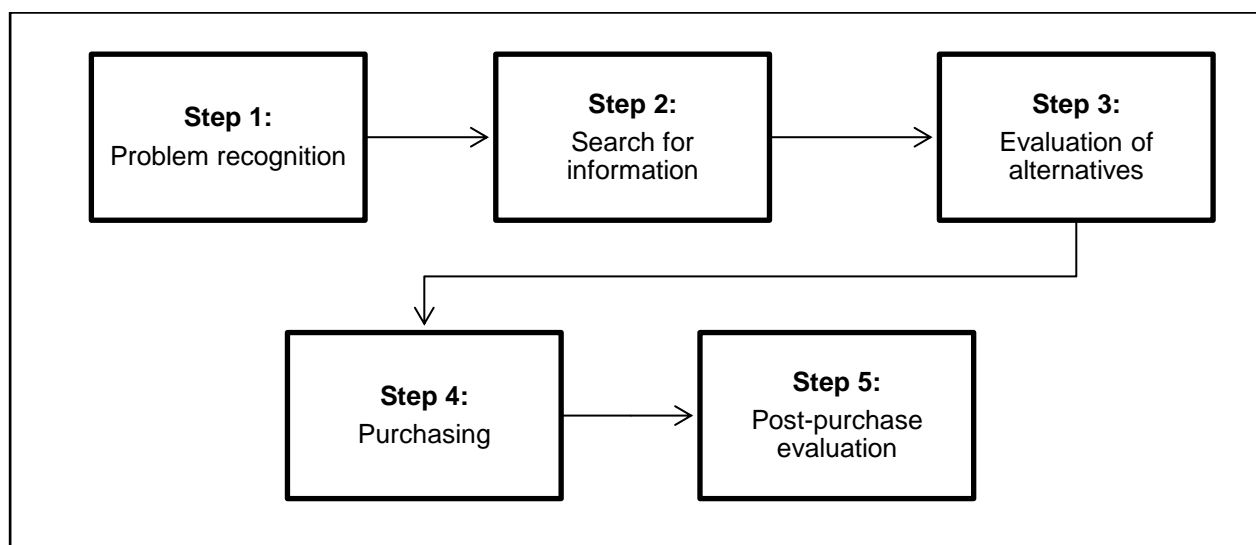 Step 1:
Problem recognition
Step 2:
Search for
information
Step 3:
Evaluation of
alternatives
Step 4:
Purchasing
Step 5:
Post-purchase
evaluation